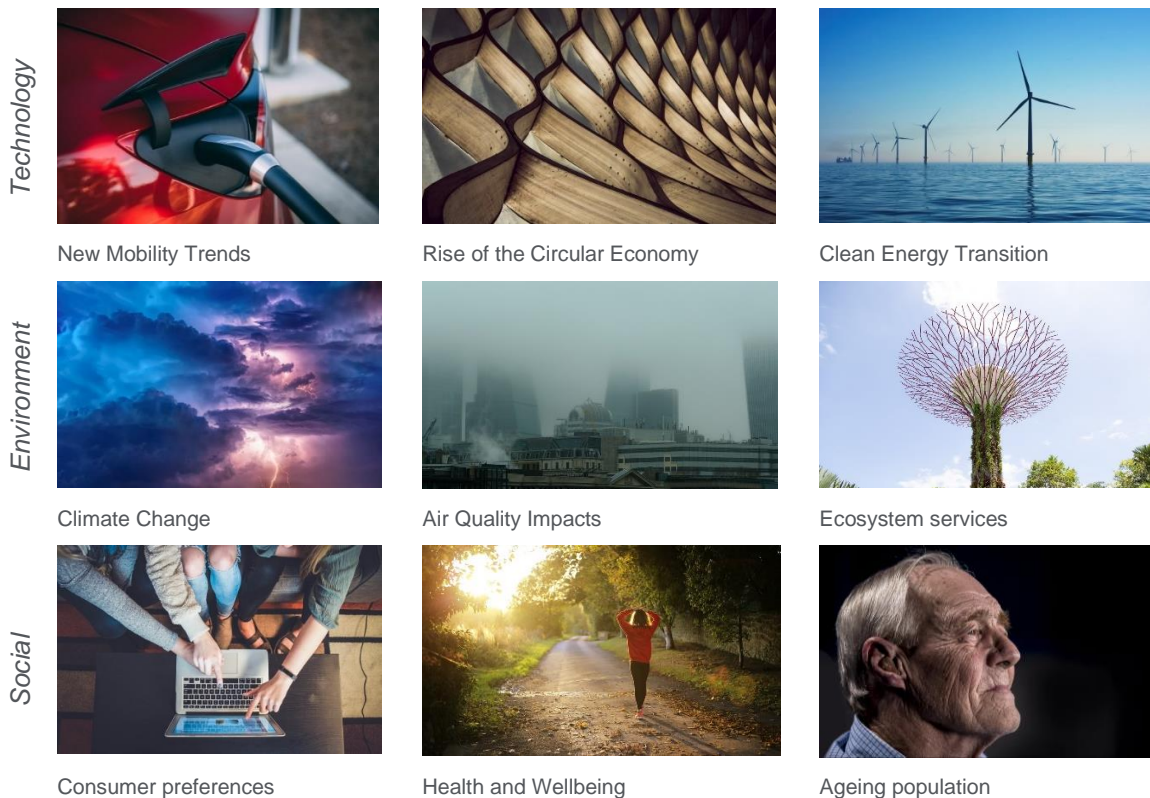 Technology
New Mobility Trends
Rise of the Circular Economy
Clean Energy Transition
Environment
Climate Change
Air Quality Impacts
Ecosystem services
Social
Consumer preferences
Health and Wellbeing
Ageing population